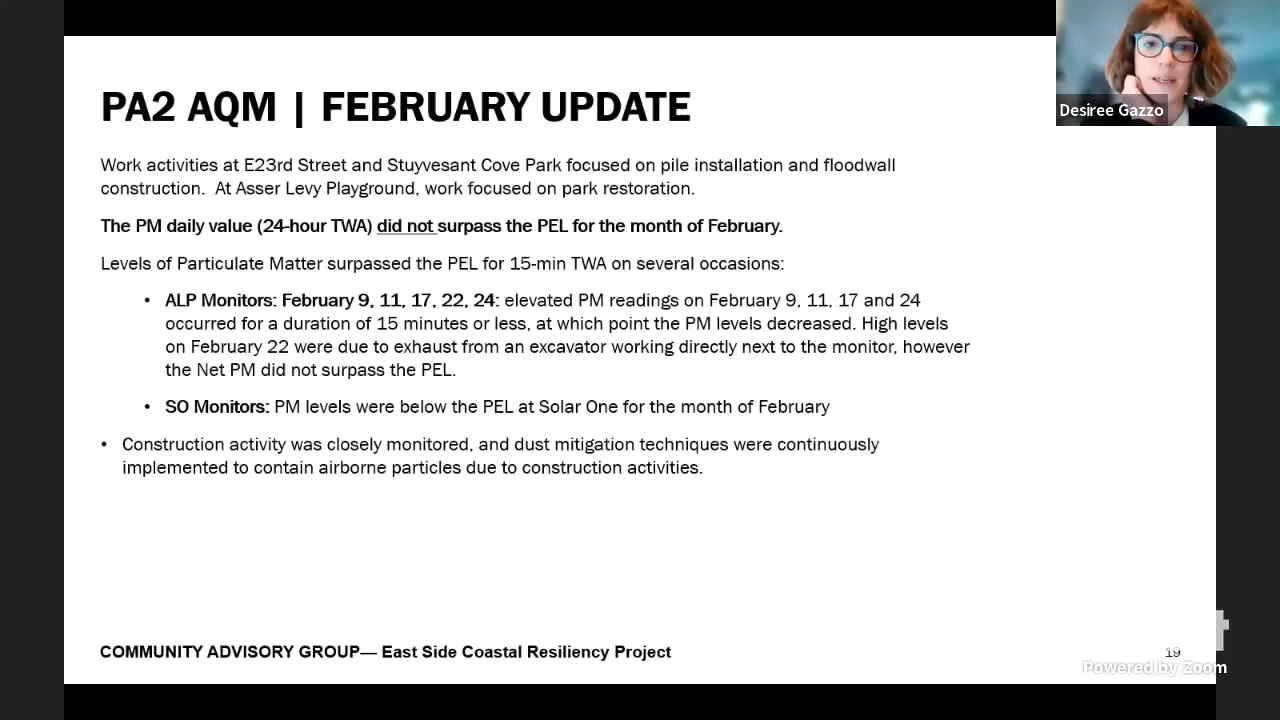 PA2 AQM | FEBRUARY UPDATE
Work activities at E23rd Street and Stuyvesant Cove Park focused on pile installation and floodwall
construction.  At Asser Levy Playground, work focused on park restoration.
The PM daily value (24-hour TWA) did not surpass the PEL for the month of February.
Levels of Particulate Matter surpassed the PEL for 15-min TWA on several occasions:
• ALP Monitors: February 9, 11, 17, 22, 24: elevated PM readings on February 9, 11, 17 and 24
occurred for a duration of 15 minutes or less, at which point the PM levels decreased. High levels
on February 22 were due to exhaust from an excavator working directly next to the monitor, however
the Net PM did not surpass the PEL.
• SO Monitors: PM levels were below the PEL at Solar One for the month of February
• Construction activity was closely monitored, and dust mitigation techniques were continuously
implemented to contain airborne particles due to construction activities.
COMMUNITY ADVISORY GROUP— East Side Coastal Resiliency Project
19
Desiree Gazzo
Powered by Zoom